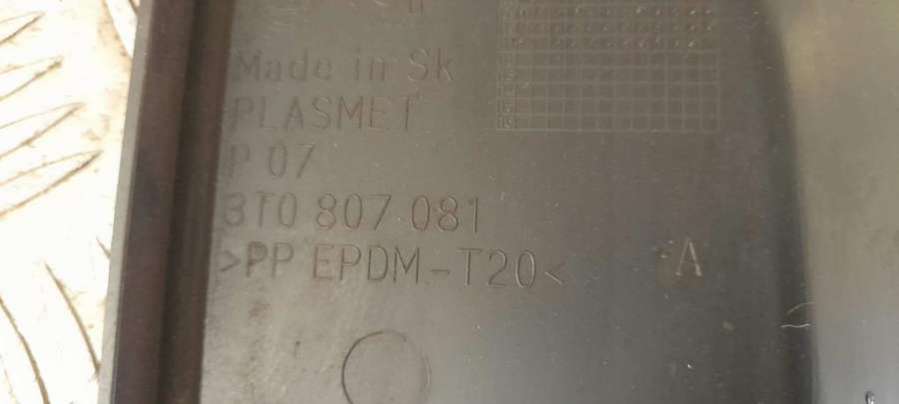 Made in Sk
PLASMET
P 07
3T0 807 081
>PP EPDM-T20< A